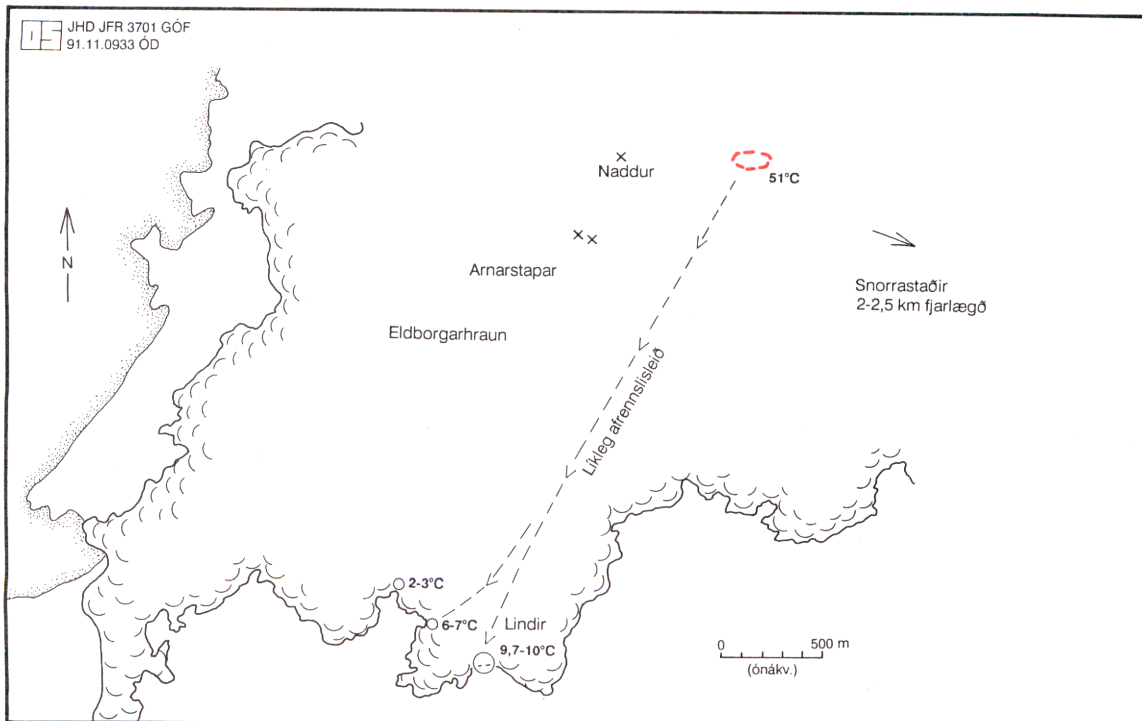 JHD JFR 3701 GÓF
91.11.0933 ÓD
Naddur
51°C
N
Arnarstapar
Snorrastaðir
2-2,5 km fjarlægð
Eldborgarhraun
Líkleg afrennslisleið
2-3°C
6-7°C
Lindir
9,7-10°C
0 500 m
(ónákv.)